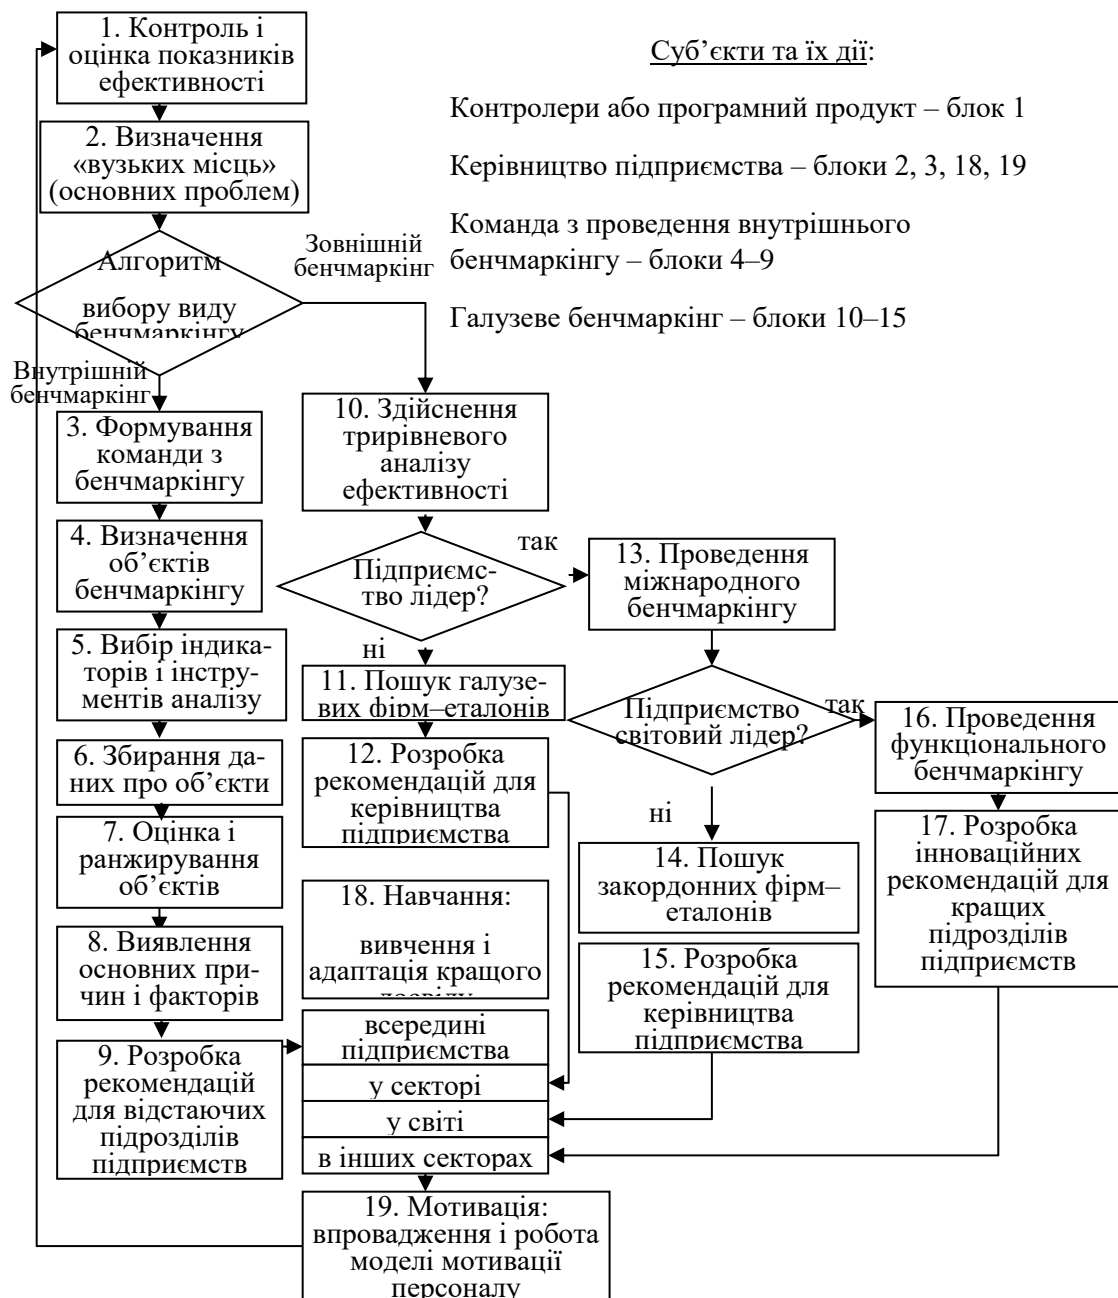 1. Контроль і
оцінка показників
ефективності
Суб’єкти та їх дії:
Контролери або програмний продукт – блок 1
2. Визначення
«вузьких місць»
(основних проблем)
Керівництво підприємства – блоки 2, 3, 18, 19
Команда з проведення внутрішнього
бенчмаркінгу – блоки 4–9
Галузеве бенчмаркінг – блоки 10–15
Алгоритм
вибору виду
бенчмаркінгу
Зовнішній
бенчмаркінг
Внутрішній
бенчмаркінг
3. Формування
команди з
бенчмаркінгу
4. Визначення
об’єктів
бенчмаркінгу
5. Вибір індика-
торів і інстру-
ментів аналізу
6. Збирання да-
них про об’єкти
7. Оцінка і
ранжирування
об’єктів
8. Виявлення
основних при-
чин і факторів
9. Розробка
рекомендацій
для відстаючих
підрозділів
підприємств
10. Здійснення
трирівневого
аналізу
ефективності
Підприємс-
тво лідер?
так
ні
11. Пошук галузе-
вих фірм–еталонів
12. Розробка
рекомендацій для
керівництва
підприємства
13. Проведення
міжнародного
бенчмаркінгу
Підприємство
світовий лідер?
так
ні
14. Пошук
закордонних фірм–
еталонів
15. Розробка
рекомендацій для
керівництва
підприємства
16. Проведення
функціонального
бенчмаркінгу
17. Розробка
інноваційних
рекомендацій для
кращих
підрозділів
підприємств
18. Навчання:
вивчення і
адаптація кращого
досвіду
всередині
підприємства
у секторі
у світі
в інших секторах
19. Мотивація:
впровадження і робота
моделі мотивації
персоналу